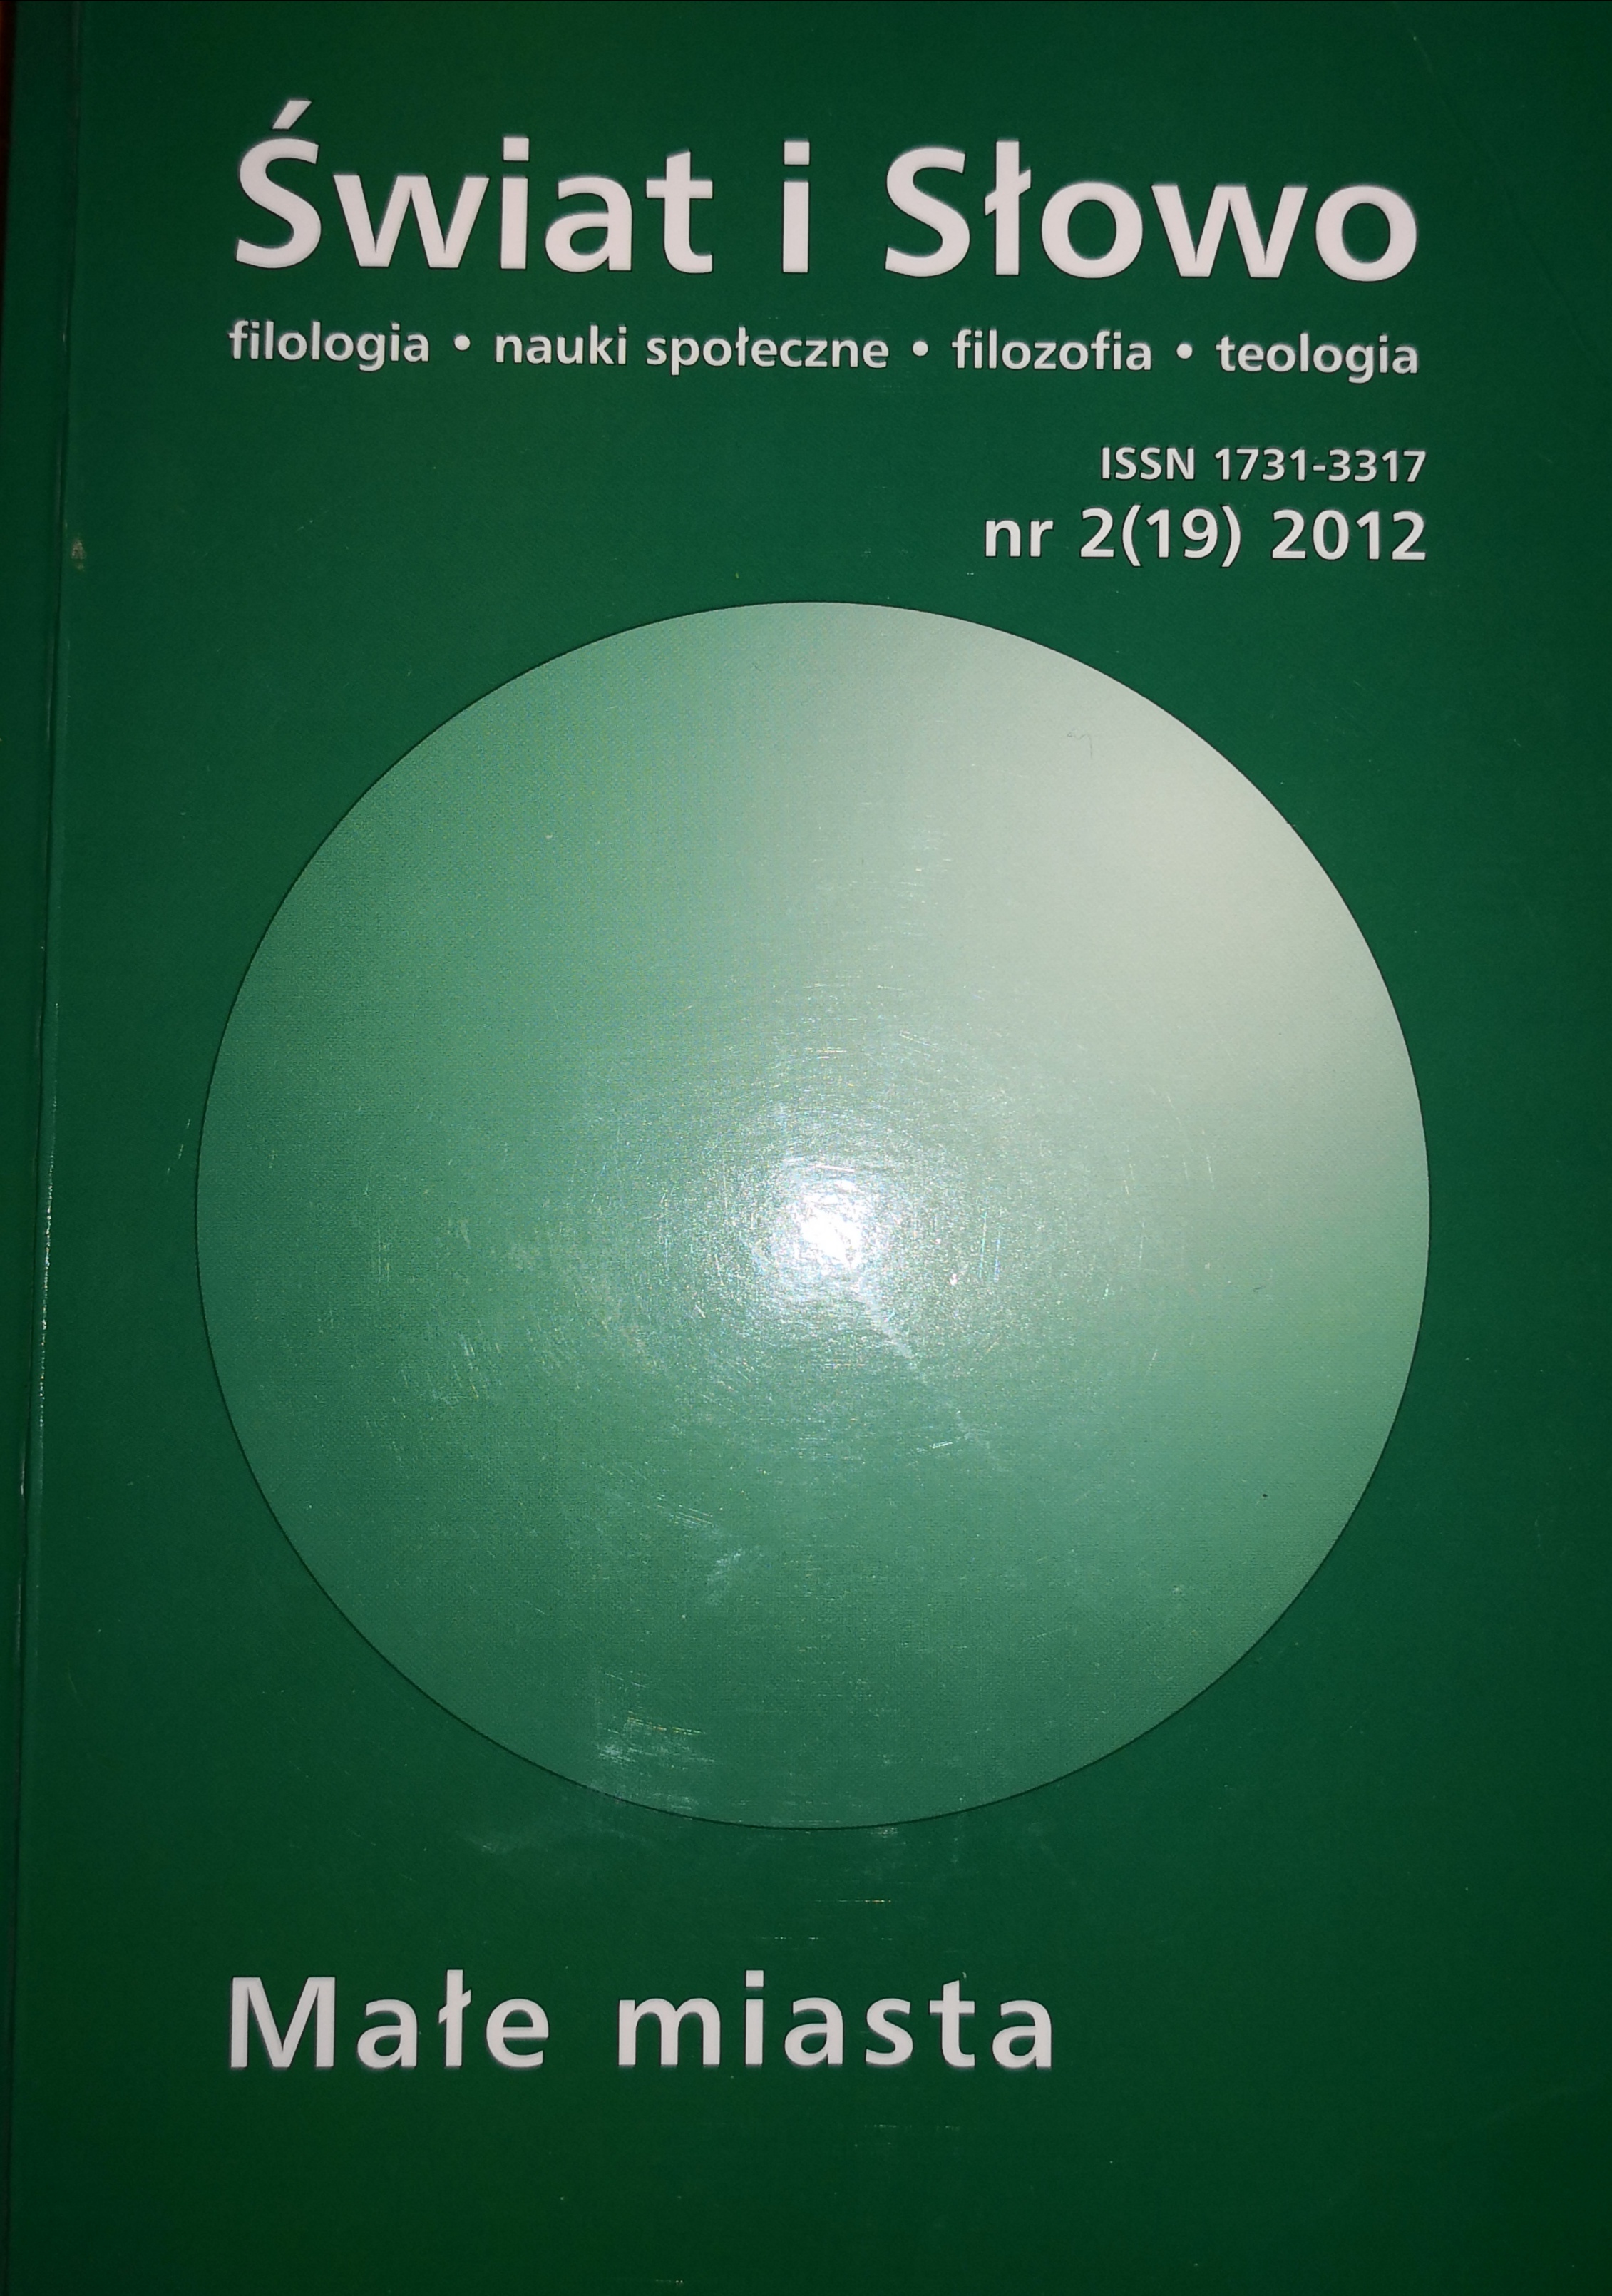 Świat i Słowo
filologia • nauki społeczne • filozofia • teologia
ISSN 1731-3317
nr 2(19) 2012
Małe miasta